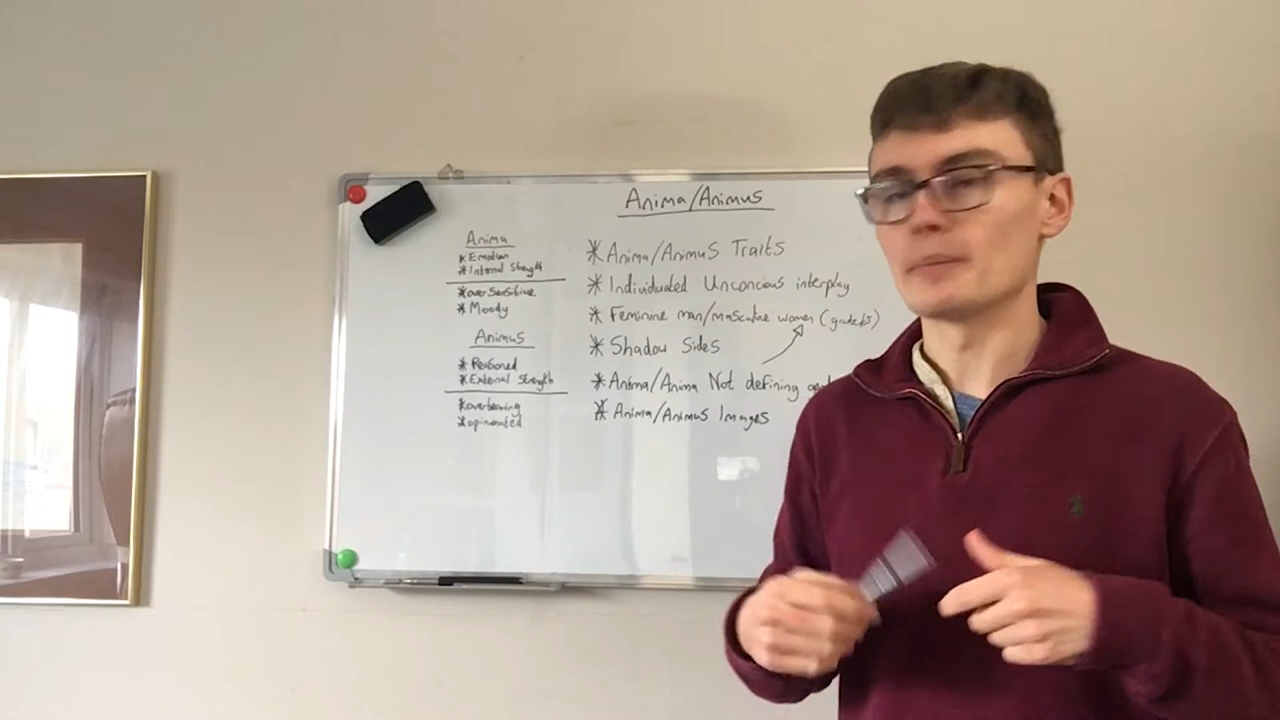 Anima/Animus
Anima
* Emotion
* Internal Strength
* over sensitive
* Moody
Animus
* Reasoned
* External Strength
* overbearing
* opinionated
* Anima/Animus Traits
* Individuated Unconcious interplay
* Feminine man/masculine women
* Shadow Sides
* Anima/Anima Not defining
* Anima/Animus Images